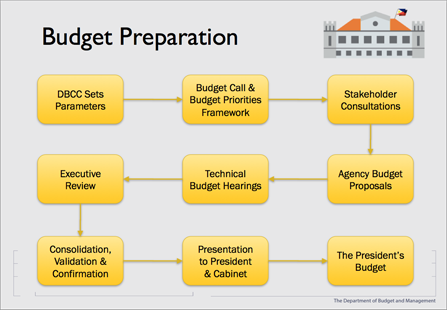 Budget Preparation
DBCC Sets
Parameters
Budget Call &
Budget Priorities
Framework
Stakeholder
Consultations
Executive
Review
Technical
Budget Hearings
Agency Budget
Proposals
Consolidation,
Validation &
Confirmation
Presentation
to President
& Cabinet
The President's
Budget
The Department of Budget and Management